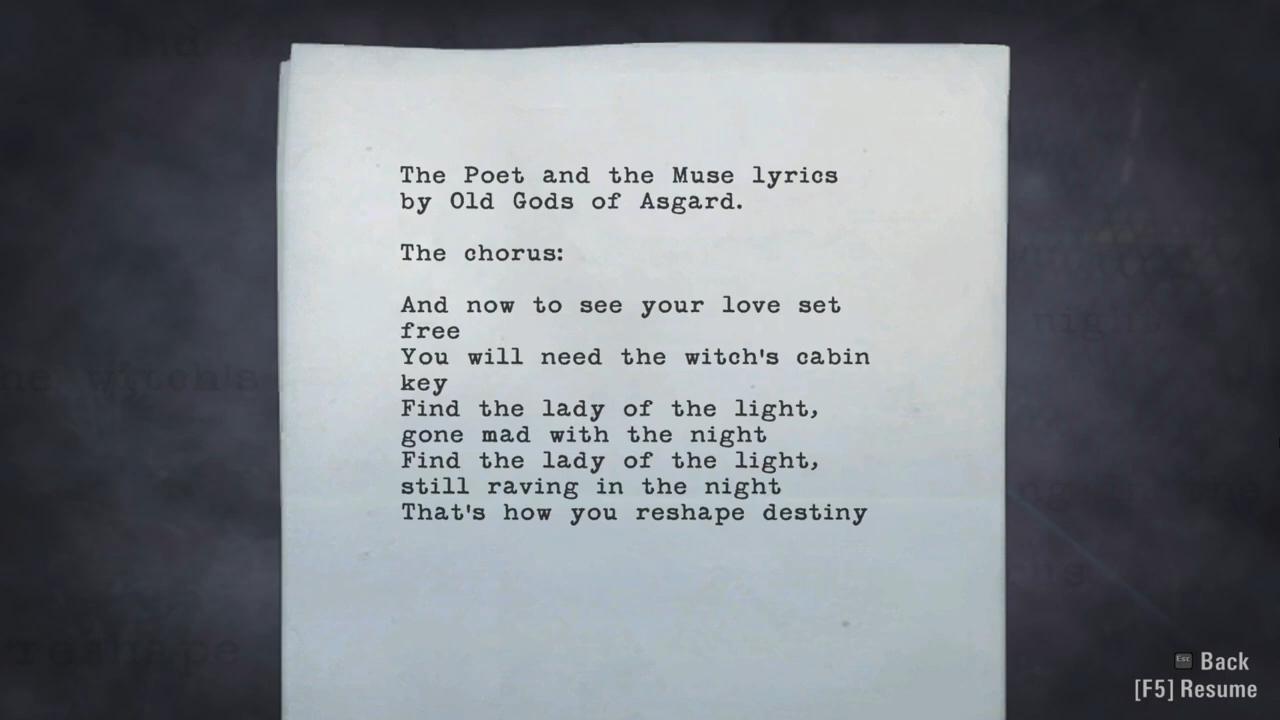 The Poet and the Muse lyrics
by Old Gods of Asgard.
The chorus:
And now to see your love set
free
You will need the witch's cabin
key
Find the lady of the light,
gone mad with the night
Find the lady of the light,
still raving in the night
That's how you reshape destiny
Esc Back
[F5] Resume